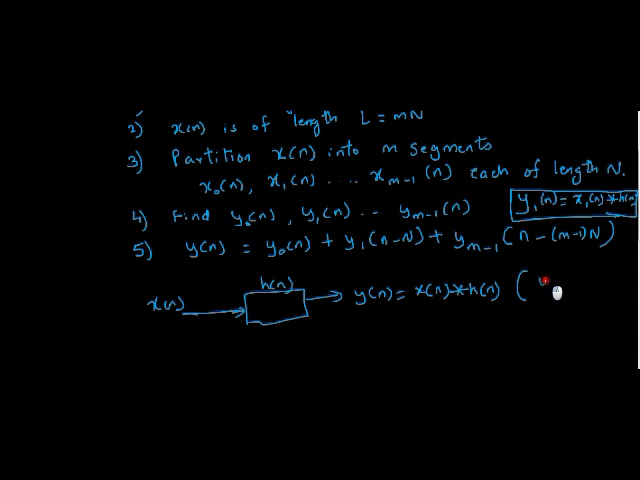 2) x(n) is of length L = mN
3) Partition x(n) into m segments
x₀(n), x₁(n) .... xₘ₋₁(n) each of length N.
4) Find y₀(n), y₁(n) .. yₘ₋₁(n)
y₁(n) = x₁(n) * h(n)
5) y(n) = y₀(n) + y₁(n-N) + yₘ₋₁(n-(m-1)N)
h(n)
x(n) y(n) = x(n) * h(n) (